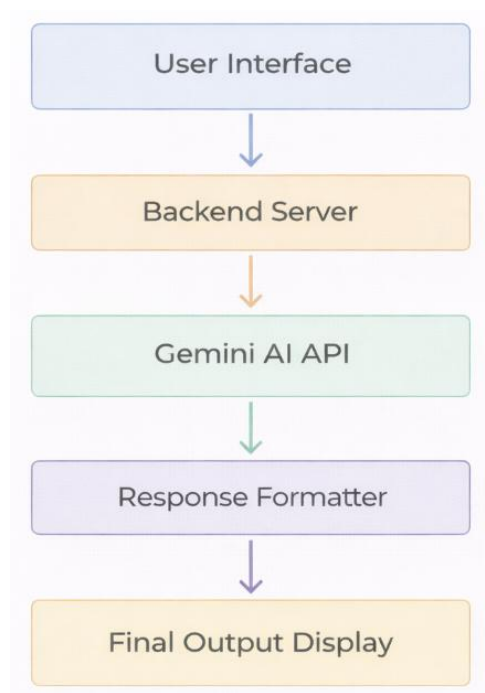 User Interface
Backend Server
Gemini AI API
Response Formatter
Final Output Display